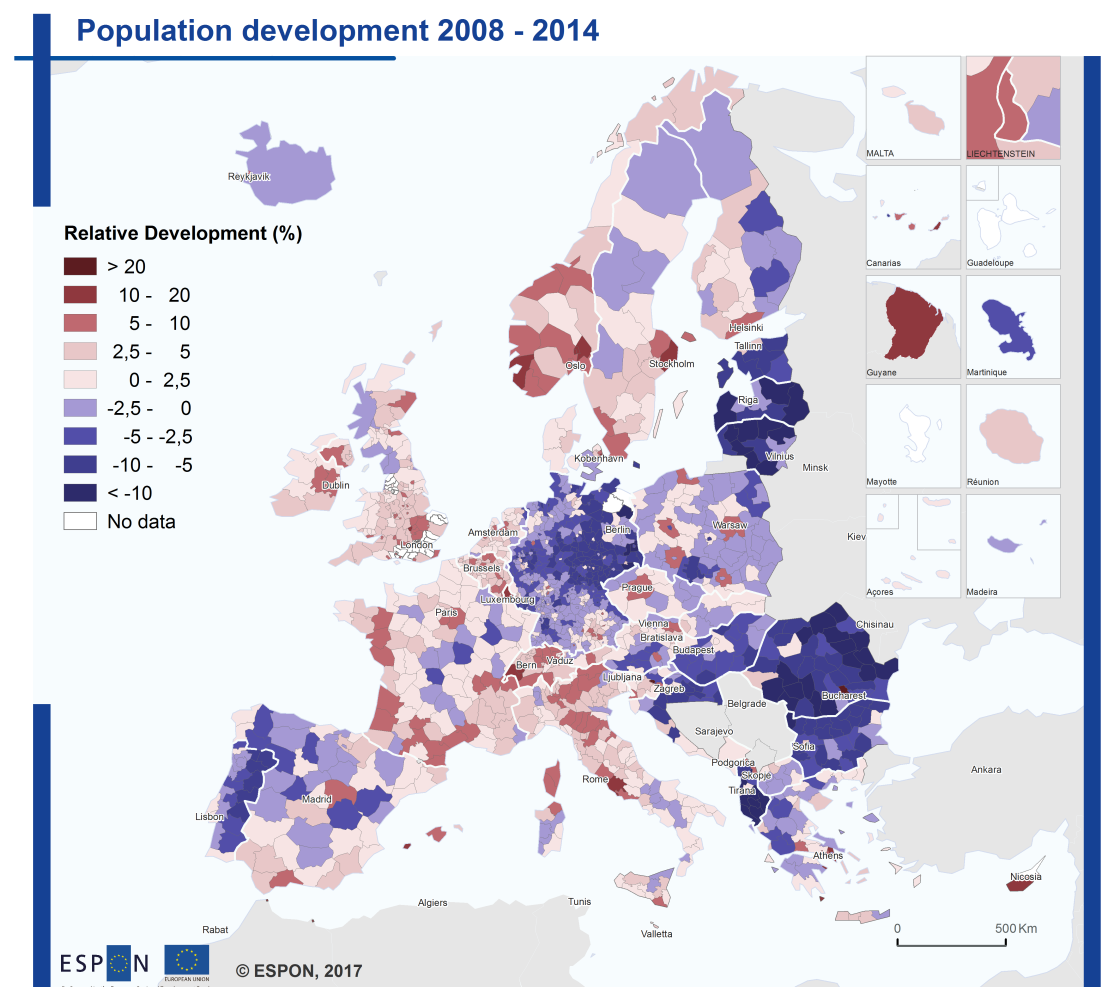 Population development 2008 - 2014
MALTA
LIECHTENSTEIN
Reykjavik
Relative Development (%)
> 20
10 - 20
5 - 10
2,5 - 5
0 - 2,5
-2,5 - 0
-5 - -2,5
-10 - -5
< -10
No data
Canarias
Guadeloupe
Helsinki
Tallinn
Oslo
Stockholm
Guyane
Martinique
Riga
København
Vilnius
Minsk
Dublin
Mayotte
Réunion
Amsterdam
Berlin
Warsaw
Kiev
London
Brussels
Prague
Luxembourg
Açores
Madeira
Paris
Vienna
Chisinau
Bratislava
Budapest
Bern
Vaduz
Ljubljana
Zagreb
Bucharest
Belgrade
Sarajevo
Sofia
Podgorica
Skopje
Ankara
Rome
Tirana
Madrid
Lisbon
Athens
Nicosia
Algiers
Tunis
Rabat
Valletta
0 500 Km
ESPON
EUROPEAN UNION
© ESPON, 2017